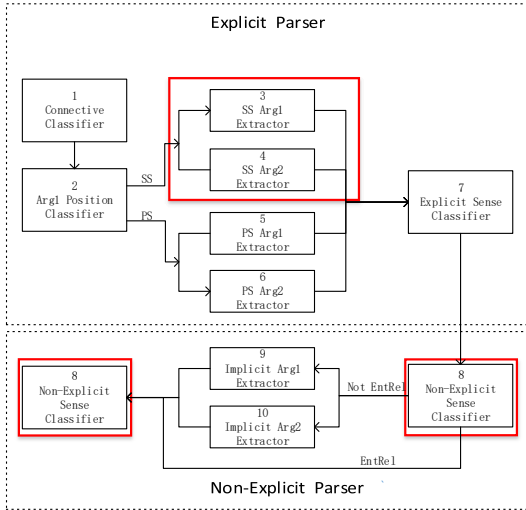 Explicit Parser
1
Connective
Classifier
2
Arg1 Position
Classifier
SS
PS
3
SS Arg1
Extractor
4
SS Arg2
Extractor
5
PS Arg1
Extractor
6
PS Arg2
Extractor
7
Explicit Sense
Classifier
8
Non-Explicit
Sense
Classifier
9
Implicit Arg1
Extractor
10
Implicit Arg2
Extractor
Not EntRel
8
Non-Explicit
Sense
Classifier
EntRel
Non-Explicit Parser